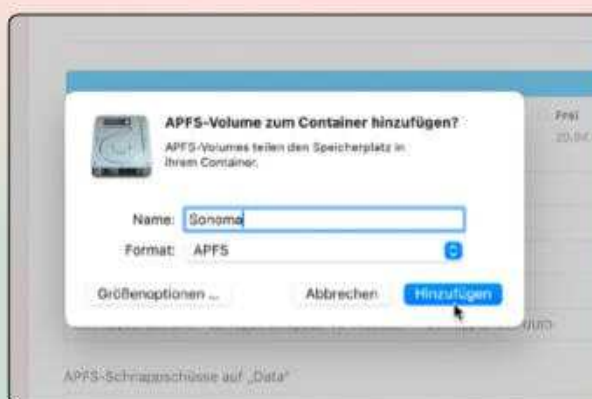 APFS-Volume zum Container hinzufügen?
APFS-Volumes teilen den Speicherplatz in
Ihrem Container.
Frei
Name: Sonoma
Format: APFS
Größenoptionen ...
Abbrechen
Hinzufügen
APFS-Schnappschüsse auf „Data“